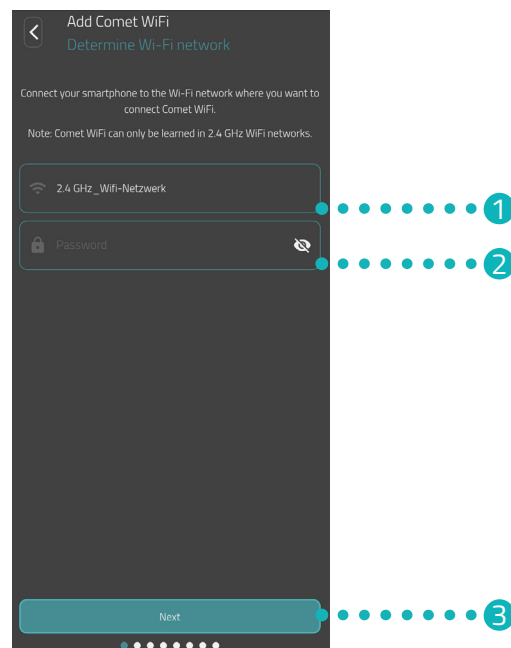 Add Comet WiFi
Determine Wi-Fi network
Connect your smartphone to the Wi-Fi network where you want to
connect Comet WiFi.
Note: Comet WiFi can only be learned in 2.4 GHz WiFi networks.
2.4 GHz_Wifi-Netzwerk
1
Password
2
Next
3